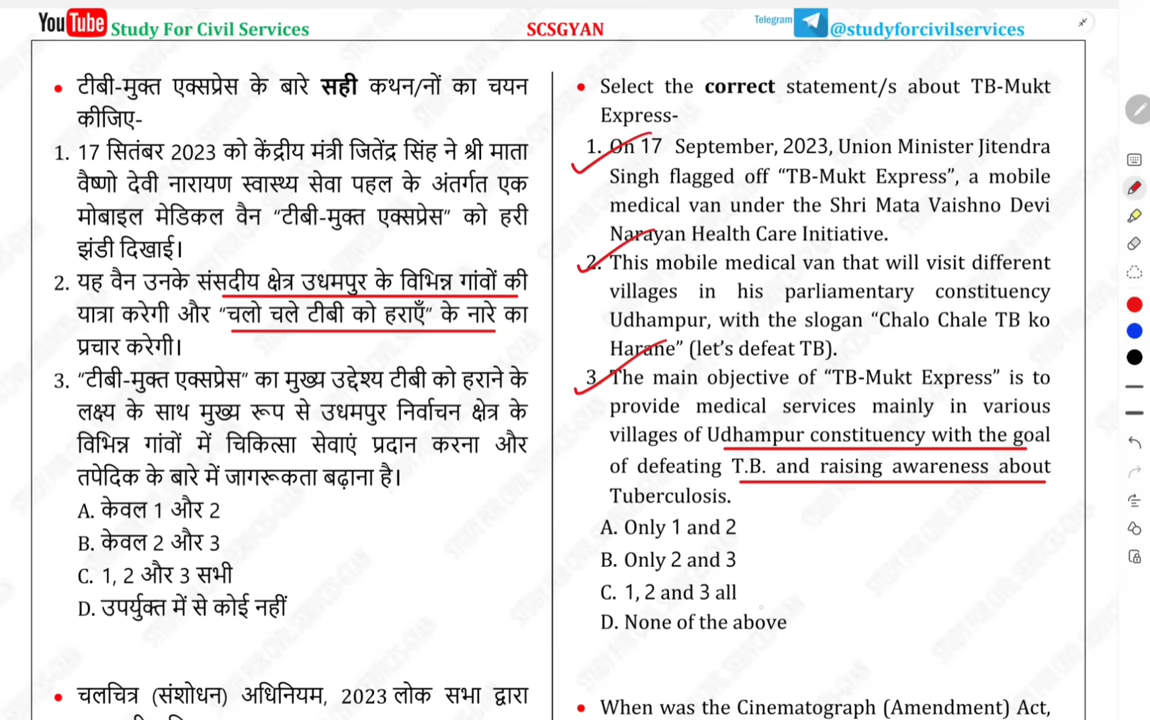 YouTube Study For Civil Services
SCSGYAN
Telegram
@studyforcivilservices
• टीबी-मुक्त एक्सप्रेस के बारे सही कथन/नों का चयन
कीजिए-
1. 17 सितंबर 2023 को केंद्रीय मंत्री जितेंद्र सिंह ने श्री माता
वैष्णो देवी नारायण स्वास्थ्य सेवा पहल के अंतर्गत एक
मोबाइल मेडिकल वैन “टीबी-मुक्त एक्सप्रेस” को हरी
झंडी दिखाई।
2. यह वैन उनके संसदीय क्षेत्र उधमपुर के विभिन्न गांवों की
यात्रा करेगी और “चलो चले टीबी को हराएँ” के नारे का
प्रचार करेगी।
3. “टीबी-मुक्त एक्सप्रेस” का मुख्य उद्देश्य टीबी को हराने के
लक्ष्य के साथ मुख्य रूप से उधमपुर निर्वाचन क्षेत्र के
विभिन्न गांवों में चिकित्सा सेवाएं प्रदान करना और
तपेदिक के बारे में जागरूकता बढ़ाना है।
A. केवल 1 और 2
B. केवल 2 और 3
C. 1, 2 और 3 सभी
D. उपर्युक्त में से कोई नहीं
• चलचित्र (संशोधन) अधिनियम, 2023 लोक सभा द्वारा
• Select the correct statement/s about TB-Mukt
Express-
1. On 17 September, 2023, Union Minister Jitendra
Singh flagged off “TB-Mukt Express”, a mobile
medical van under the Shri Mata Vaishno Devi
Narayan Health Care Initiative.
2. This mobile medical van that will visit different
villages in his parliamentary constituency
Udhampur, with the slogan “Chalo Chale TB ko
Harane” (let’s defeat TB).
3. The main objective of “TB-Mukt Express” is to
provide medical services mainly in various
villages of Udhampur constituency with the goal
of defeating T.B. and raising awareness about
Tuberculosis.
A. Only 1 and 2
B. Only 2 and 3
C. 1, 2 and 3 all
D. None of the above
• When was the Cinematograph (Amendment) Act,